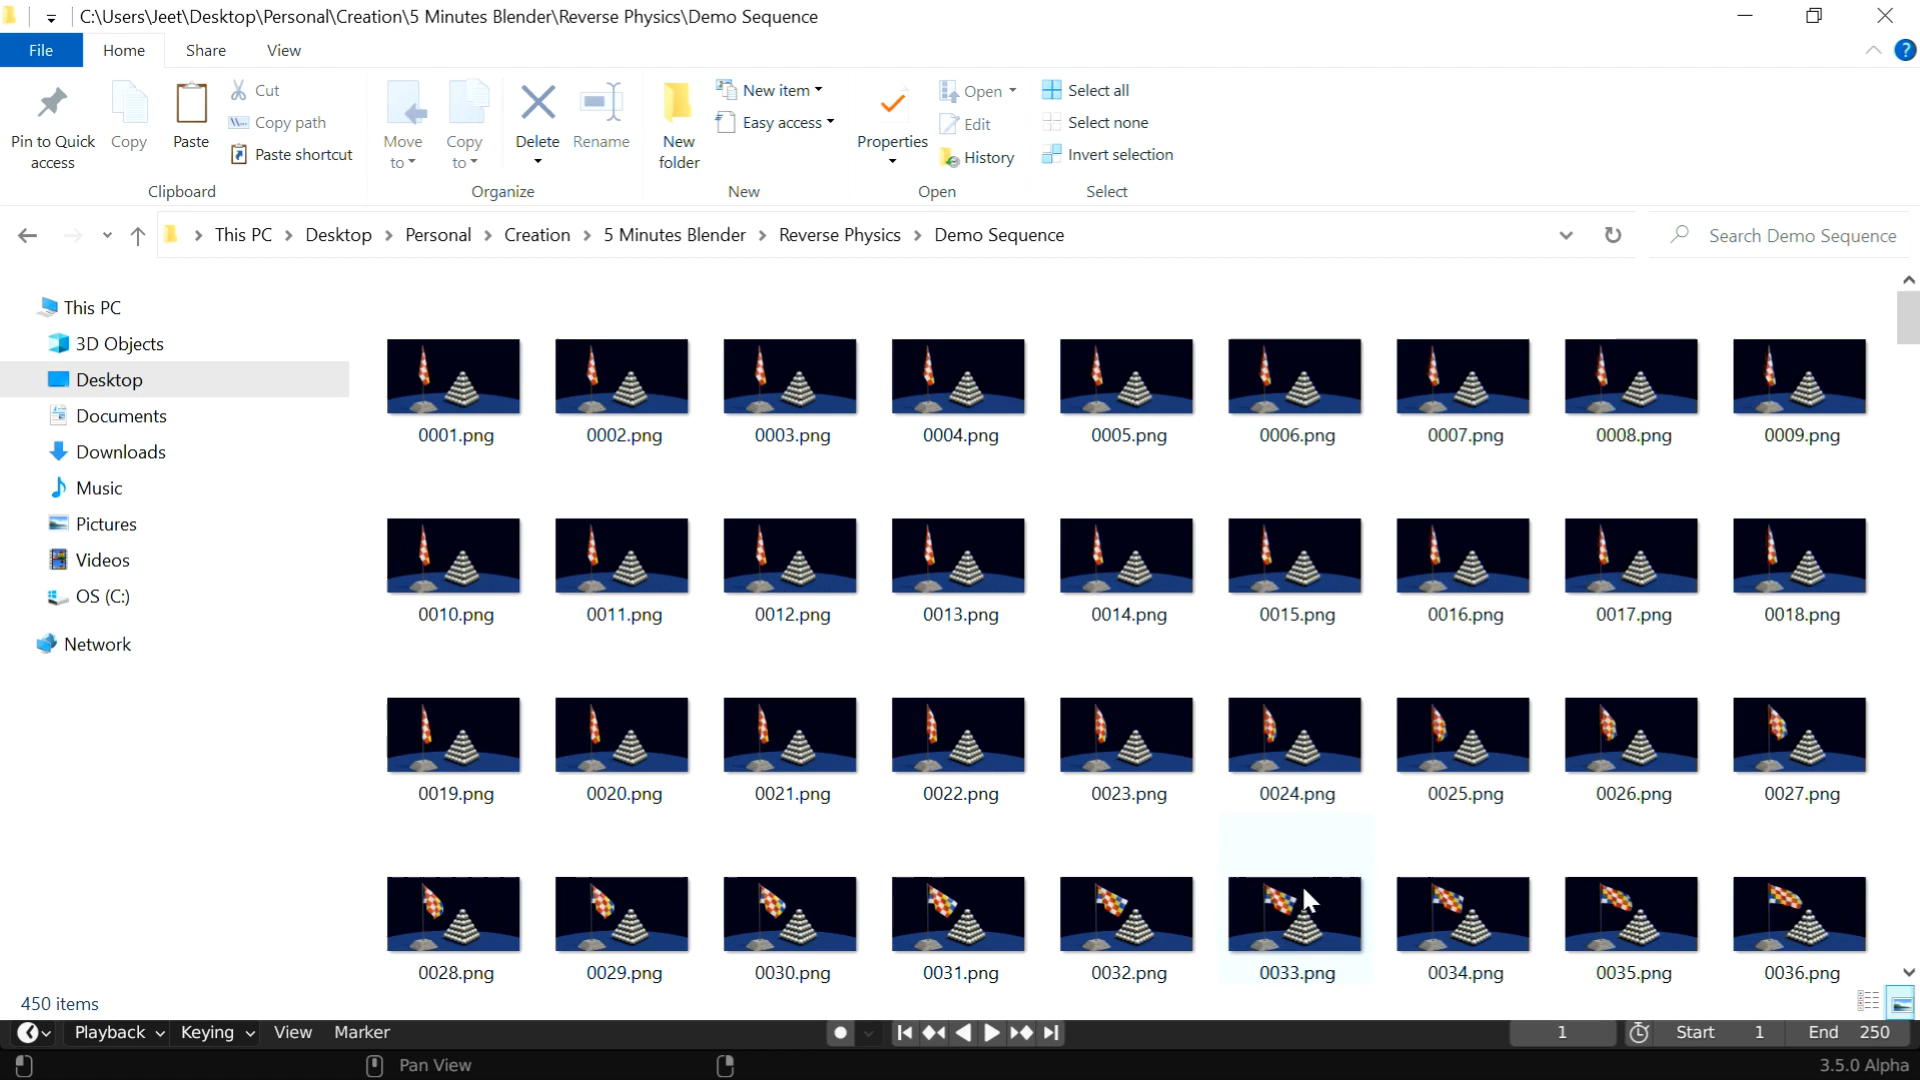 C:\Users\Jeet\Desktop\Personal\Creation\5 Minutes Blender\Reverse Physics\Demo Sequence
File Home Share View
Pin to Quick access
Copy
Paste
Cut
Copy path
Paste shortcut
Clipboard
Move to
Copy to
Delete
Rename
Organize
New folder
New item
Easy access
New
Properties
Open
Edit
History
Open
Select all
Select none
Invert selection
Select
This PC Desktop Personal Creation 5 Minutes Blender Reverse Physics Demo Sequence
Search Demo Sequence
This PC
3D Objects
Desktop
Documents
Downloads
Music
Pictures
Videos
OS (C:)
Network
0001.png 0002.png 0003.png 0004.png 0005.png 0006.png 0007.png 0008.png 0009.png
0010.png 0011.png 0012.png 0013.png 0014.png 0015.png 0016.png 0017.png 0018.png
0019.png 0020.png 0021.png 0022.png 0023.png 0024.png 0025.png 0026.png 0027.png
0028.png 0029.png 0030.png 0031.png 0032.png 0033.png 0034.png 0035.png 0036.png
450 items
Playback Keying View Marker 1 Start 1 End 250
Pan View 3.5.0 Alpha